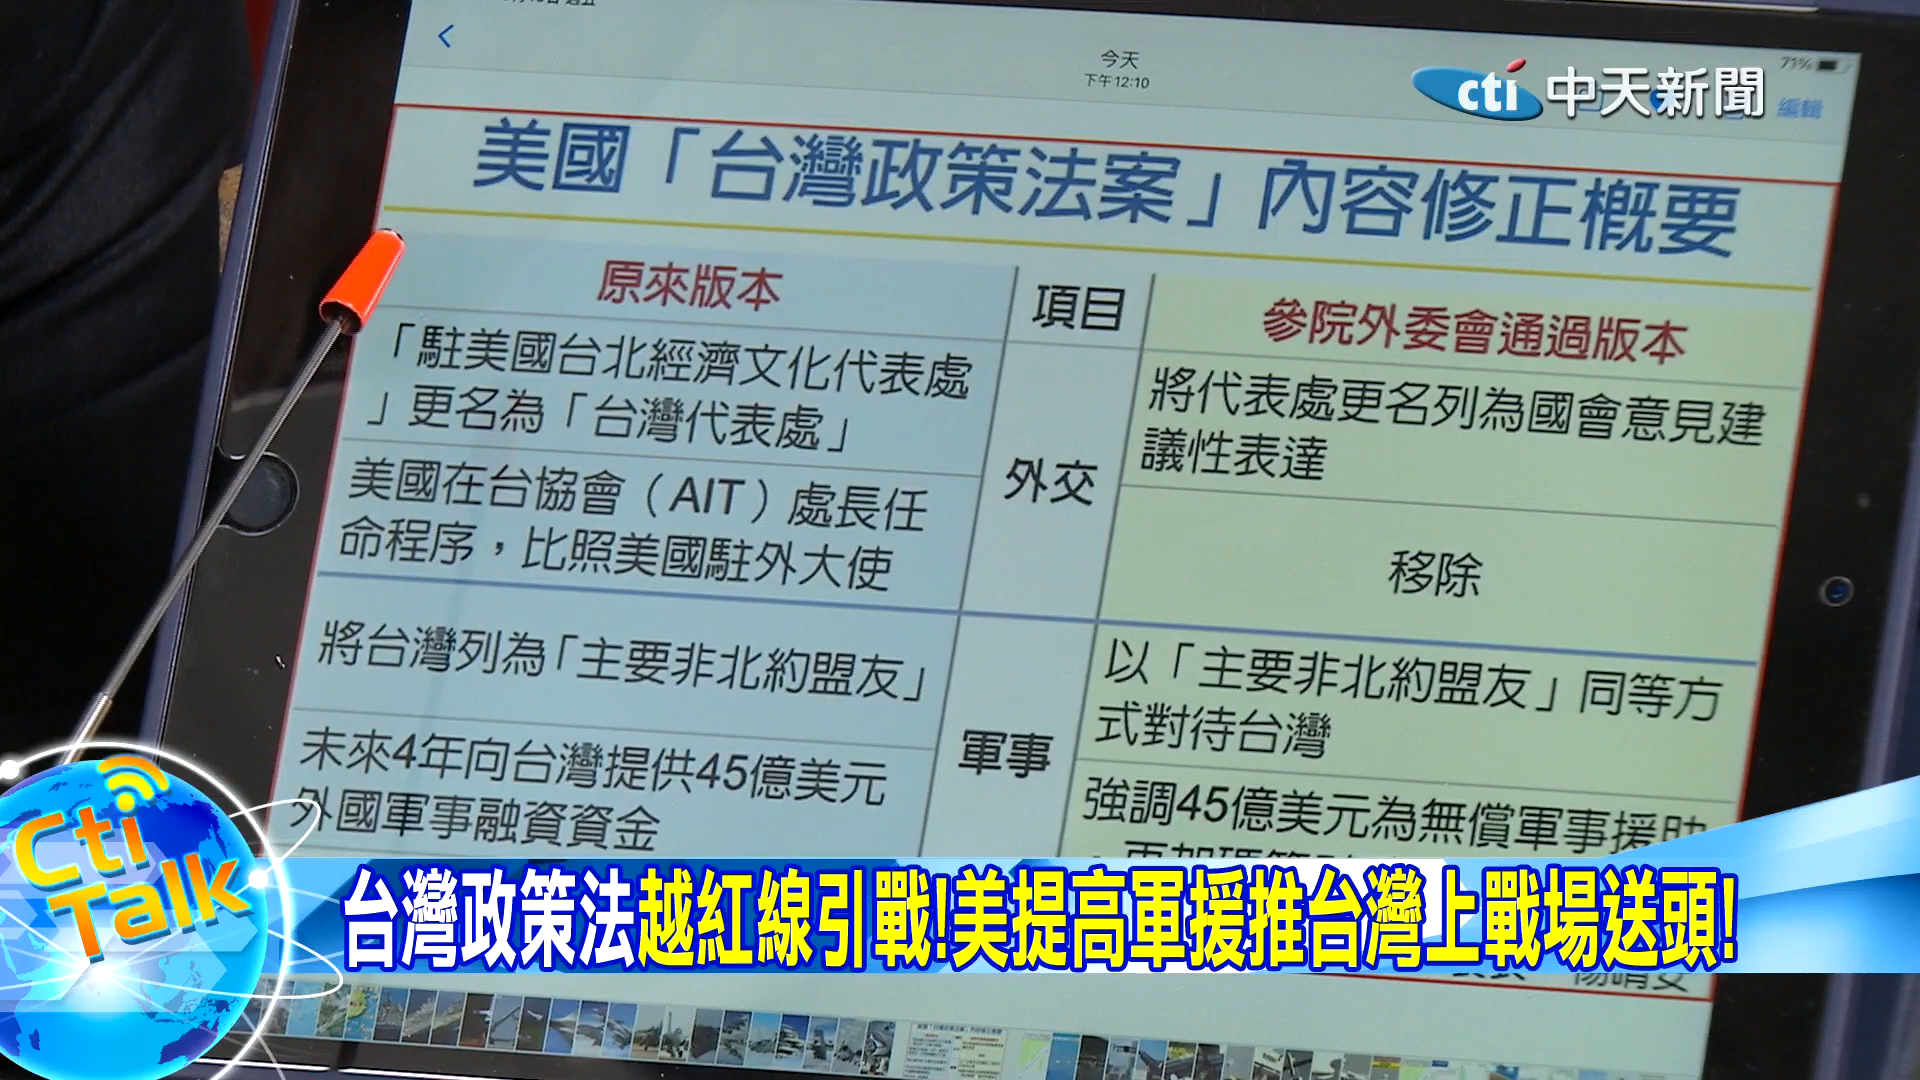 今天
下午12:10
71%
cti 中天新聞
編輯
美國「台灣政策法案」內容修正概要
原來版本
項目
參院外委會通過版本
「駐美國台北經濟文化代表處
」更名為「台灣代表處」
外交
將代表處更名列為國會意見建
議性表達
美國在台協會（AIT）處長任
命程序，比照美國駐外大使
移除
將台灣列為「主要非北約盟友」
軍事
以「主要非北約盟友」同等方
式對待台灣
未來4年向台灣提供45億美元
外國軍事融資資金
強調45億美元為無償軍事援助
Cti
Talk
台灣政策法越紅線引戰!美提高軍援推台灣上戰場送頭!